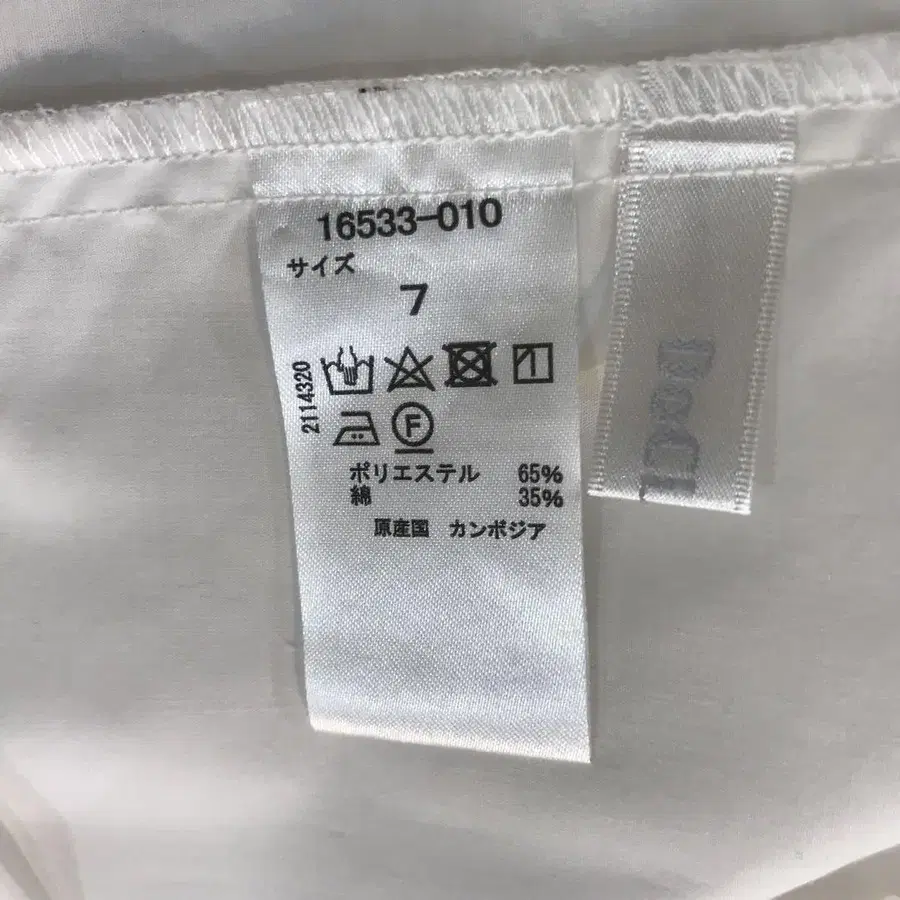 16533-010
サイズ
7
2114320
F
ポリエステル 65%
綿 35%
原産国 カンボジア